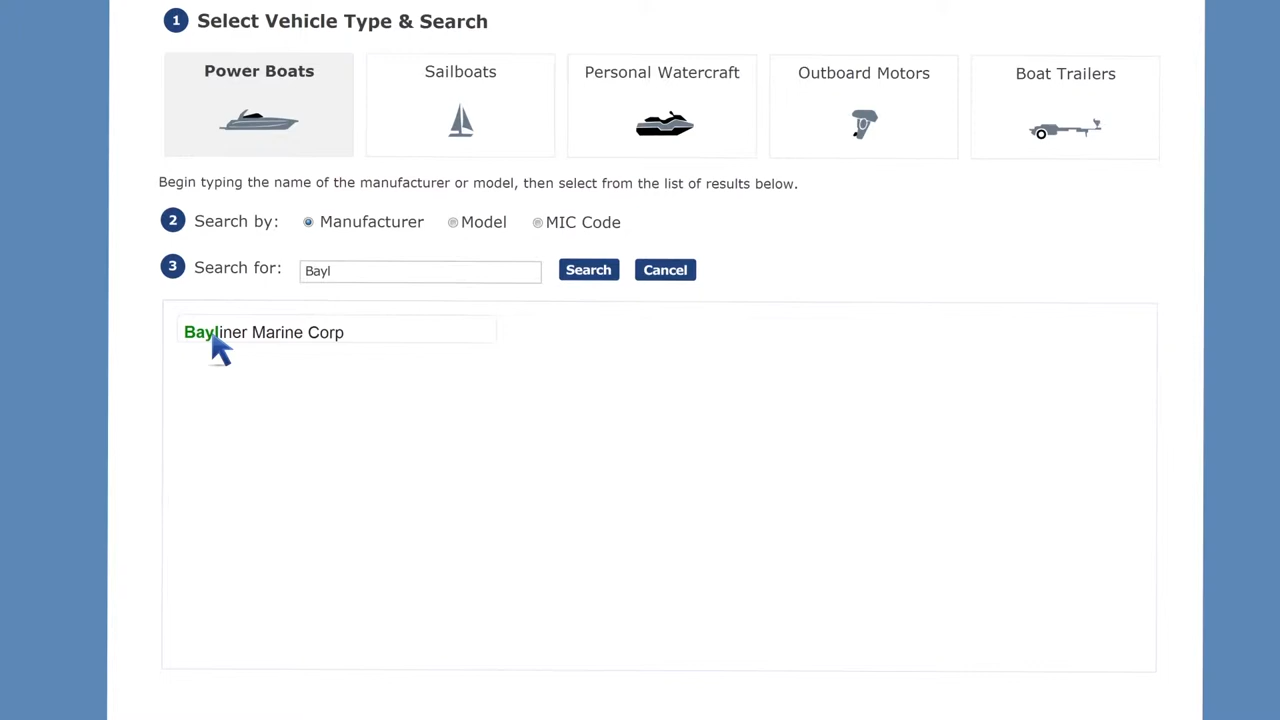 1 Select Vehicle Type & Search
Power Boats Sailboats Personal Watercraft Outboard Motors Boat Trailers
Begin typing the name of the manufacturer or model, then select from the list of results below.
2 Search by: Manufacturer Model MIC Code
3 Search for: Bayl Search Cancel
Bayliner Marine Corp